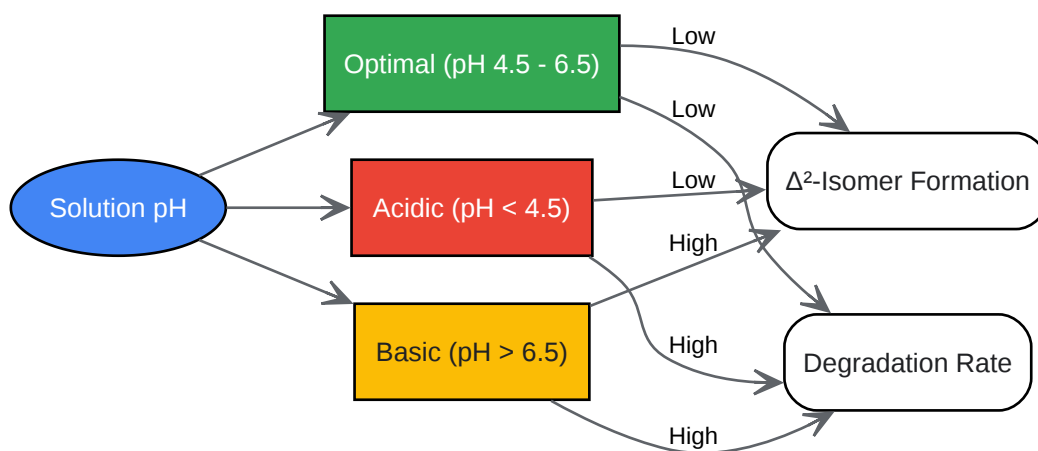 Low
Optimal (pH 4.5 - 6.5)
Low
Δ²-Isomer Formation
Low
Solution pH
Acidic (pH < 4.5)
High
High
Basic (pH > 6.5)
Degradation Rate
High